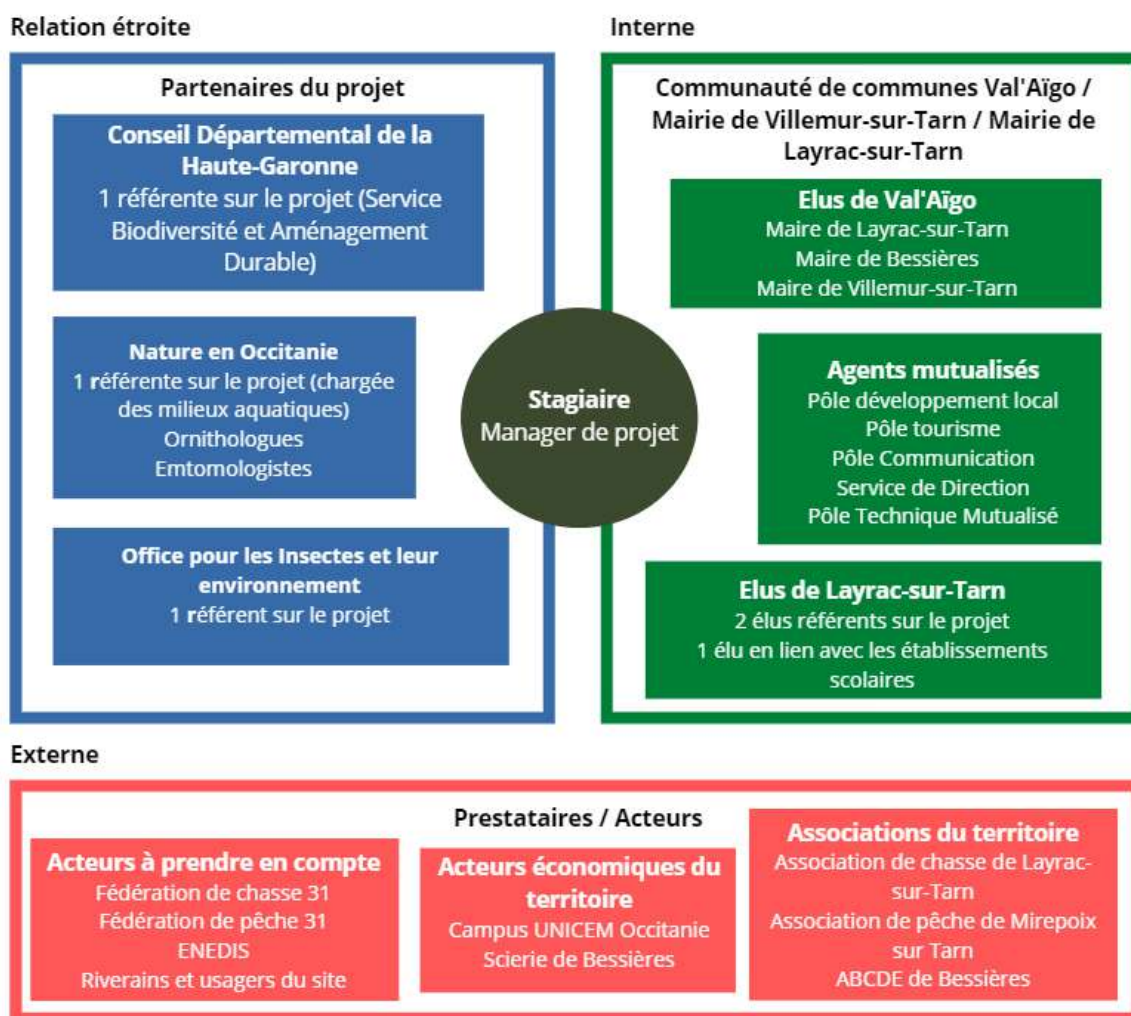 Relation étroite
Partenaires du projet
Conseil Départemental de la
Haute-Garonne
1 référente sur le projet (Service
Biodiversité et Aménagement
Durable)
Nature en Occitanie
1 référente sur le projet (chargée
des milieux aquatiques)
Ornithologues
Emtomologistes
Office pour les Insectes et leur
environnement
1 référent sur le projet
Stagiaire
Manager de projet
Interne
Communauté de communes Val'Aïgo /
Mairie de Villemur-sur-Tarn / Mairie de
Layrac-sur-Tarn
Elus de Val'Aïgo
Maire de Layrac-sur-Tarn
Maire de Bessières
Maire de Villemur-sur-Tarn
Agents mutualisés
Pôle développement local
Pôle tourisme
Pôle Communication
Service de Direction
Pôle Technique Mutualisé
Elus de Layrac-sur-Tarn
2 élus référents sur le projet
1 élu en lien avec les établissements
scolaires
Externe
Prestataires / Acteurs
Acteurs à prendre en compte
Fédération de chasse 31
Fédération de pêche 31
ENEDIS
Riverains et usagers du site
Acteurs économiques du
territoire
Campus UNICEM Occitanie
Scierie de Bessières
Associations du territoire
Association de chasse de Layrac-
sur-Tarn
Association de pêche de Mirepoix
sur Tarn
ABCDE de Bessières